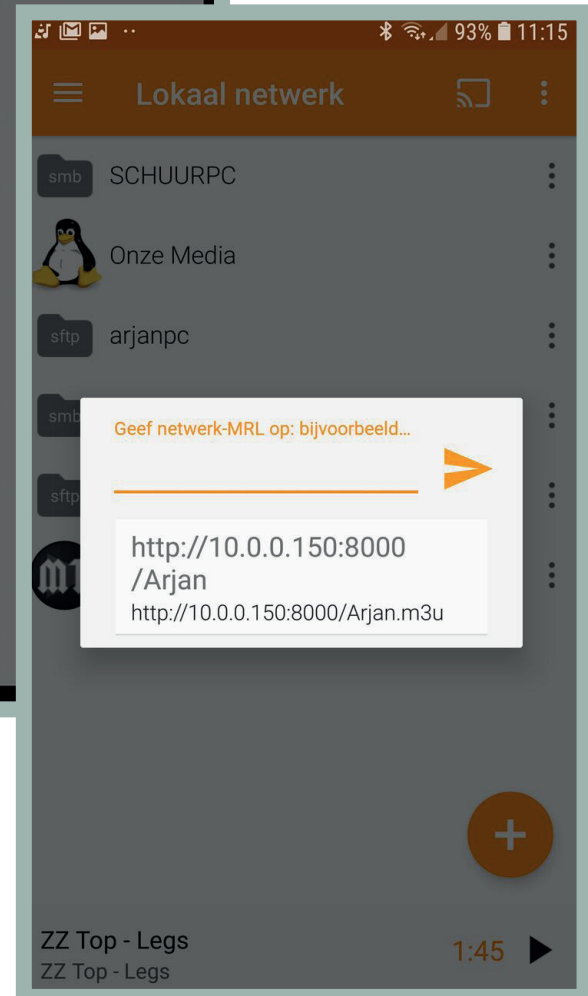 93% 11:15
Lokaal netwerk
smb SCHUURPC
Onze Media
sftp arjanpc
smb
Geef netwerk-MRL op: bijvoorbeeld…
sftp
http://10.0.0.150:8000
/Arjan
http://10.0.0.150:8000/Arjan.m3u
ZZ Top - Legs
1:45
ZZ Top - Legs